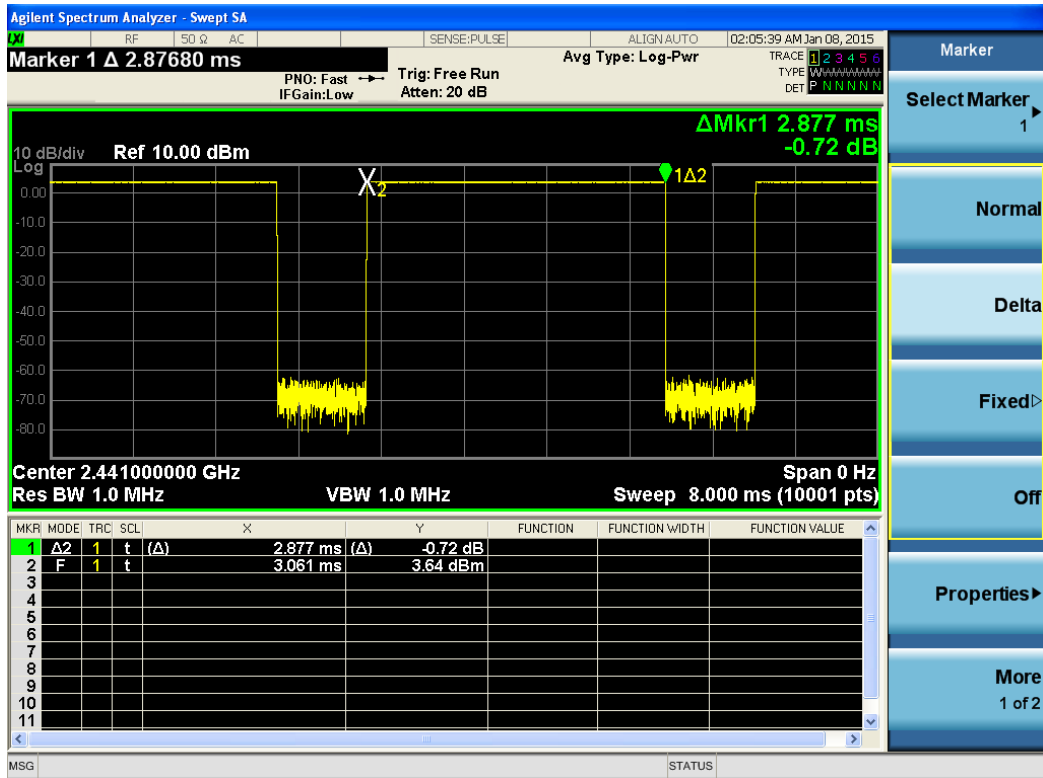 Agilent Spectrum Analyzer - Swept SA
LXI RF 50 Ω AC SENSE:PULSE ALIGN AUTO 02:05:39 AM Jan 08, 2015
Marker 1 Δ 2.87680 ms
PNO: Fast
IFGain:Low
Trig: Free Run
Atten: 20 dB
Avg Type: Log-Pwr
TRACE 1 2 3 4 5 6
TYPE W
DET P N N N N N
ΔMkr1 2.877 ms
-0.72 dB
10 dB/div Ref 10.00 dBm
Log
0.00
-10.0
-20.0
-30.0
-40.0
-50.0
-60.0
-70.0
-80.0
X2
1Δ2
Center 2.441000000 GHz Span 0 Hz
Res BW 1.0 MHz VBW 1.0 MHz Sweep 8.000 ms (10001 pts)
MKR MODE TRC SCL X Y FUNCTION FUNCTION WIDTH FUNCTION VALUE
1 Δ2 1 t (Δ) 2.877 ms (Δ) -0.72 dB
2 F 1 t 3.061 ms 3.64 dBm
3
4
5
6
7
8
9
10
11
MSG STATUS
Marker
Select Marker
1
Normal
Delta
Fixed
Off
Properties
More
1 of 2